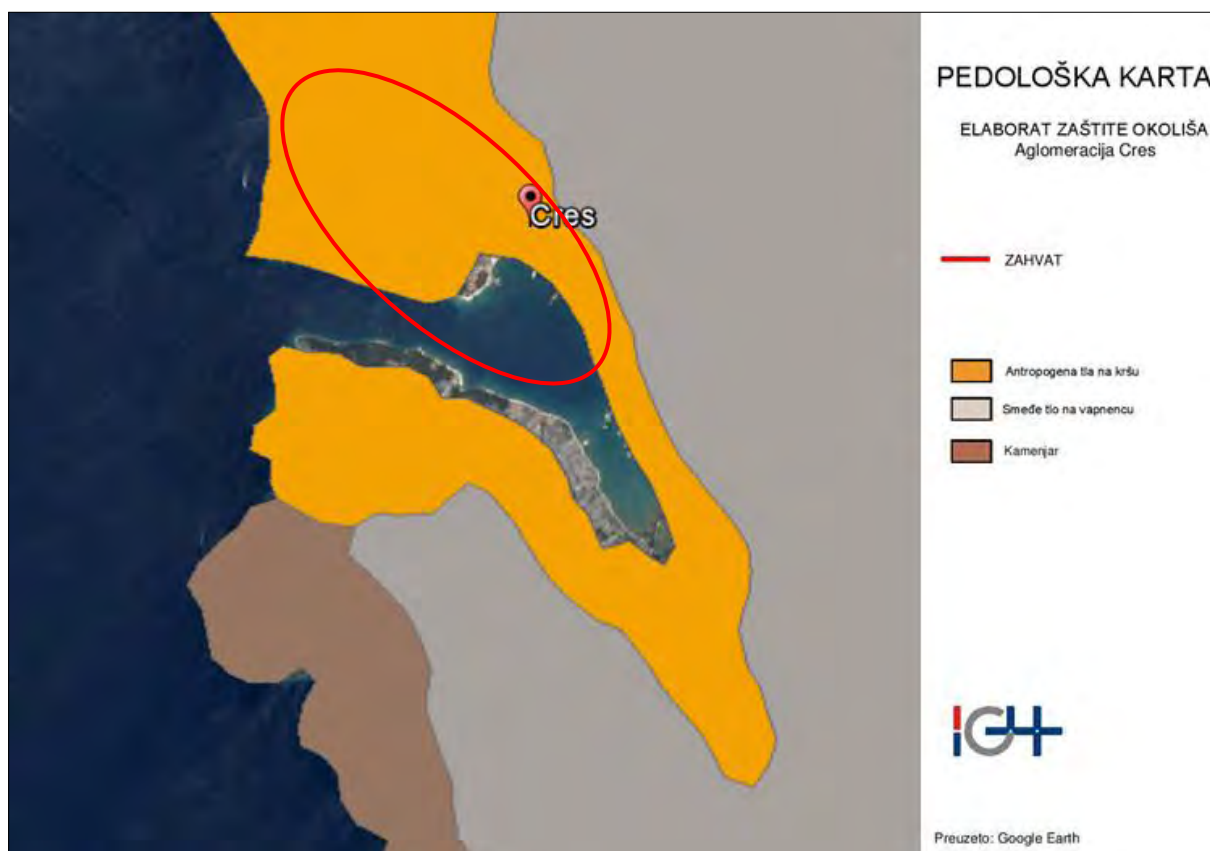 PEDOLOŠKA KARTA
ELABORAT ZAŠTITE OKOLIŠA
Aglomeracija Cres
Cres
ZAHVAT
Antropogena tla na kršu
Smeđe tlo na vapnencu
Kamenjar
IGH
Preuzeto: Google Earth